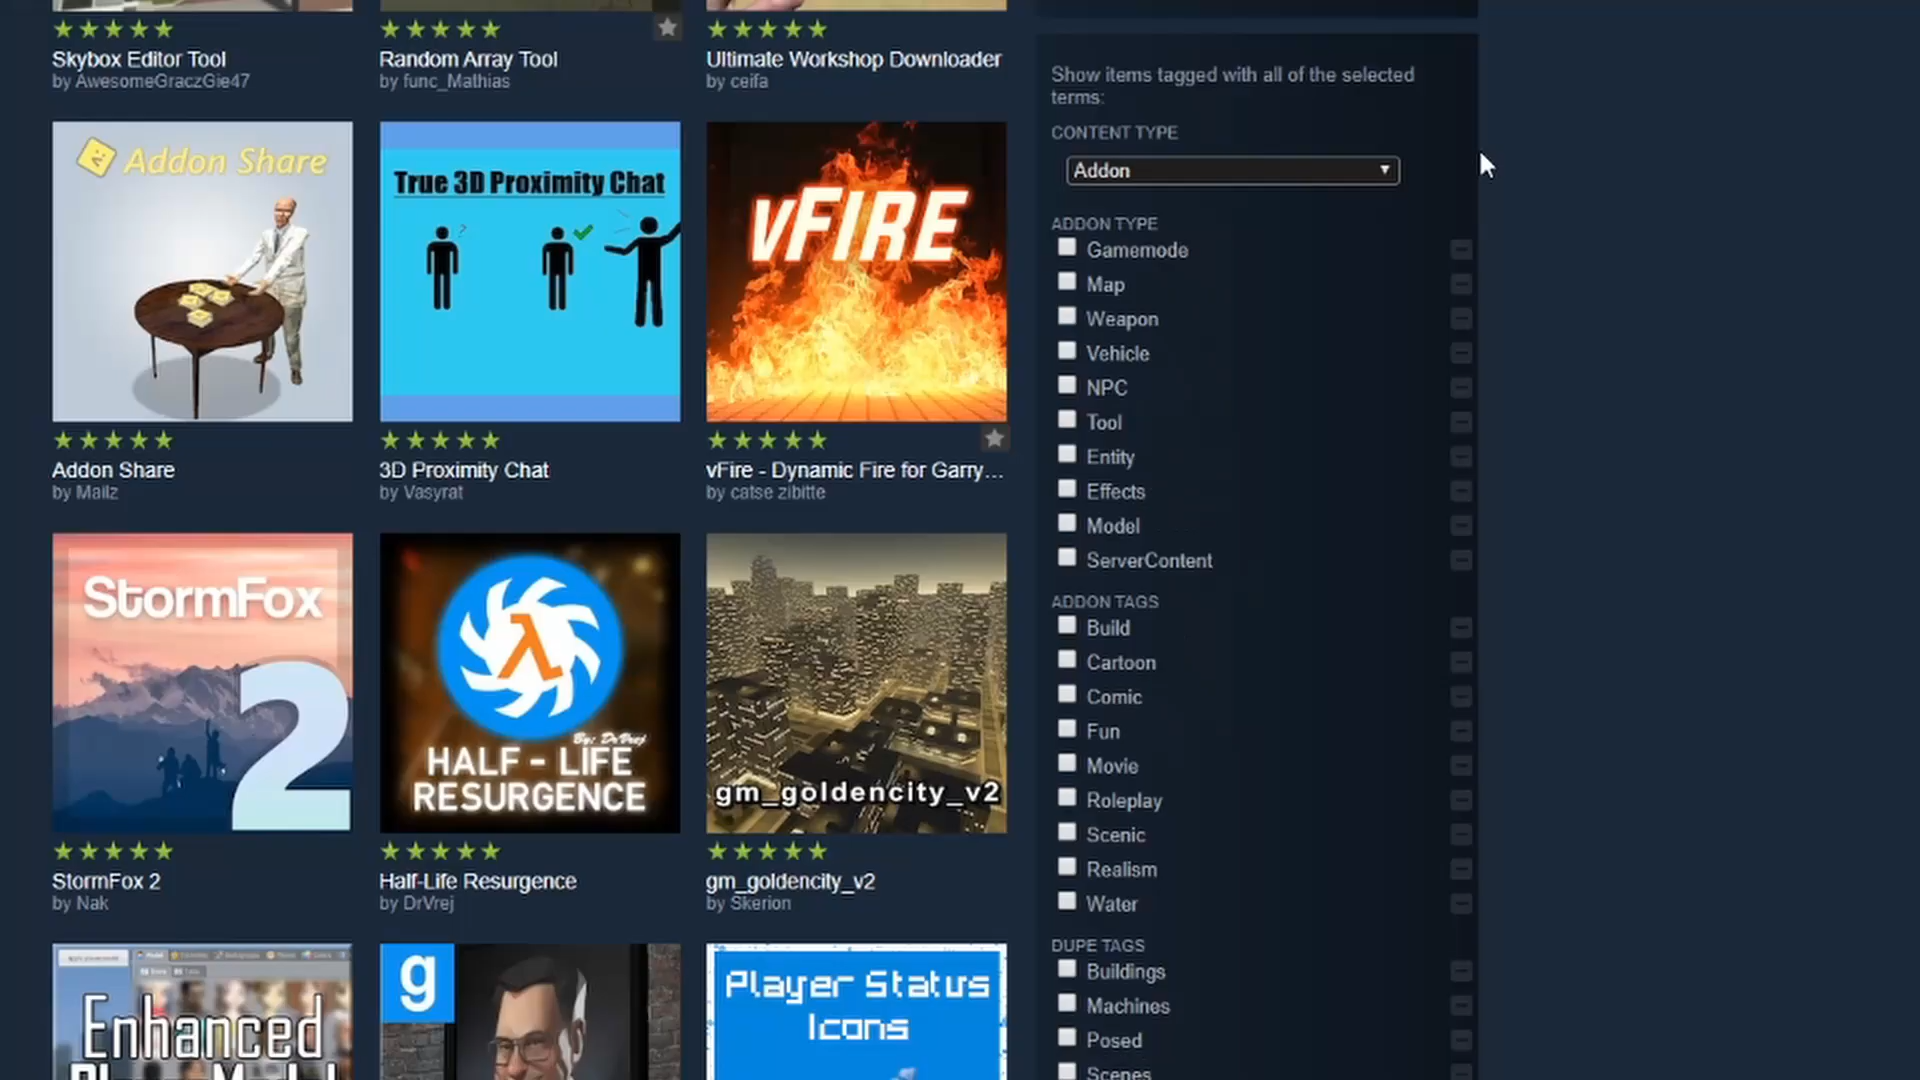 Skybox Editor Tool
by AwesomeGraczGie47
Random Array Tool
by func_Mathias
Ultimate Workshop Downloader
by ceifa
Addon Share
True 3D Proximity Chat
?
vFIRE
Addon Share
by Mailz
3D Proximity Chat
by Vasyrat
vFire - Dynamic Fire for Garry...
by catse zibitte
StormFox
2
By: DrVrej
HALF - LIFE
RESURGENCE
gm_goldencity_v2
StormFox 2
by Nak
Half-Life Resurgence
by DrVrej
gm_goldencity_v2
by Skerion
Enhanced
g
Player Status
Icons
Show items tagged with all of the selected
terms:
CONTENT TYPE
Addon
ADDON TYPE
Gamemode
Map
Weapon
Vehicle
NPC
Tool
Entity
Effects
Model
ServerContent
ADDON TAGS
Build
Cartoon
Comic
Fun
Movie
Roleplay
Scenic
Realism
Water
DUPE TAGS
Buildings
Machines
Posed
Scenes